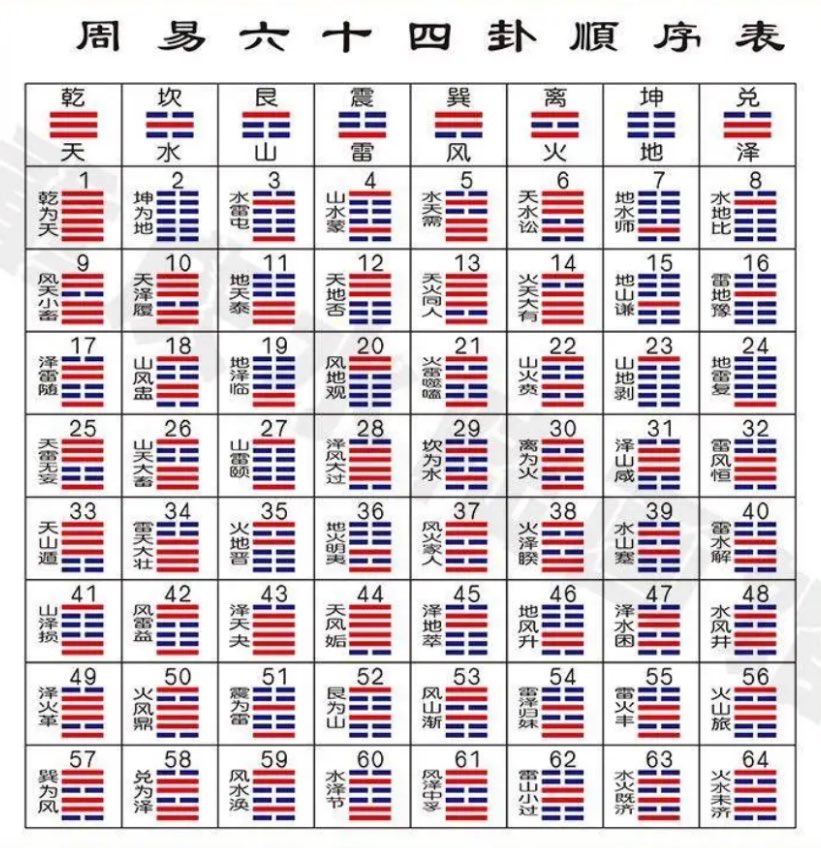 周易六十四卦順序表
乾 坎 艮 震 巽 离 坤 兑
天 水 山 雷 风 火 地 泽
1 2 3 4 5 6 7 8
乾为天 坤为地 水雷屯 山水蒙 水天需 天水讼 地水师 水地比
9 10 11 12 13 14 15 16
风天小畜 天泽履 地天泰 天地否 天火同人 火天大有 地山谦 雷地豫
17 18 19 20 21 22 23 24
泽雷随 山风蛊 地泽临 风地观 火雷噬嗑 山火贲 山地剥 地雷复
25 26 27 28 29 30 31 32
天雷无妄 山天大畜 山雷颐 泽风大过 坎为水 离为火 泽山咸 雷风恒
33 34 35 36 37 38 39 40
天山遁 雷天大壮 火地晋 地火明夷 风火家人 火泽睽 水山蹇 雷水解
41 42 43 44 45 46 47 48
山泽损 风雷益 泽天夬 天风姤 泽地萃 地风升 泽水困 水风井
49 50 51 52 53 54 55 56
泽火革 火风鼎 震为雷 艮为山 风山渐 雷泽归妹 雷火丰 火山旅
57 58 59 60 61 62 63 64
巽为风 兑为泽 风水涣 水泽节 风泽中孚 雷山小过 水火既济 火水未济